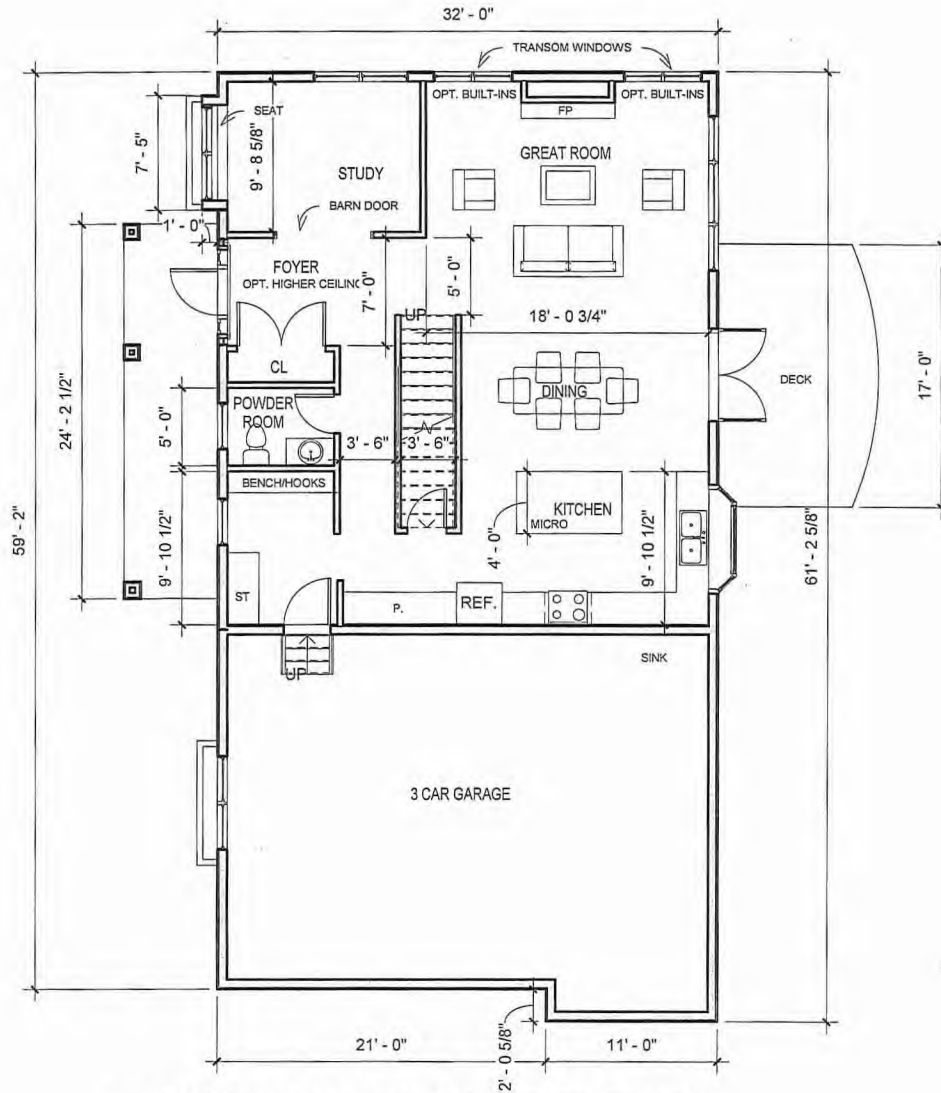 32' - 0"
TRANSOM WINDOWS
OPT. BUILT-INS
OPT. BUILT-INS
SEAT
FP
7' - 5"
9' - 8 5/8"
GREAT ROOM
STUDY
BARN DOOR
1' - 0"
FOYER
OPT. HIGHER CEILING
7' - 0"
5' - 0"
UP
18' - 0 3/4"
CL
DECK
17' - 0"
24' - 2 1/2"
POWDER
ROOM
DINING
5' - 0"
3' - 6"
3' - 6"
BENCH/HOOKS
59' - 2"
9' - 10 1/2"
KITCHEN
MICRO
4' - 0"
9' - 10 1/2"
61' - 2 5/8"
ST
P.
REF.
UP
SINK
3 CAR GARAGE
21' - 0"
2' - 0 5/8"
11' - 0"